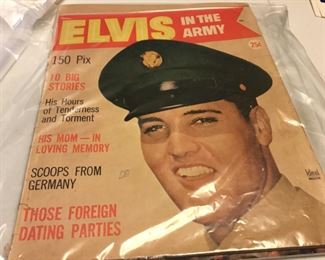 ELVIS IN THE
ARMY
25¢
150 Pix
10 BIG
STORIES
His Hours
of Tenderness
and Torment
HIS MOM — IN
LOVING MEMORY
SCOOPS FROM
GERMANY
THOSE FOREIGN
DATING PARTIES
Ideal